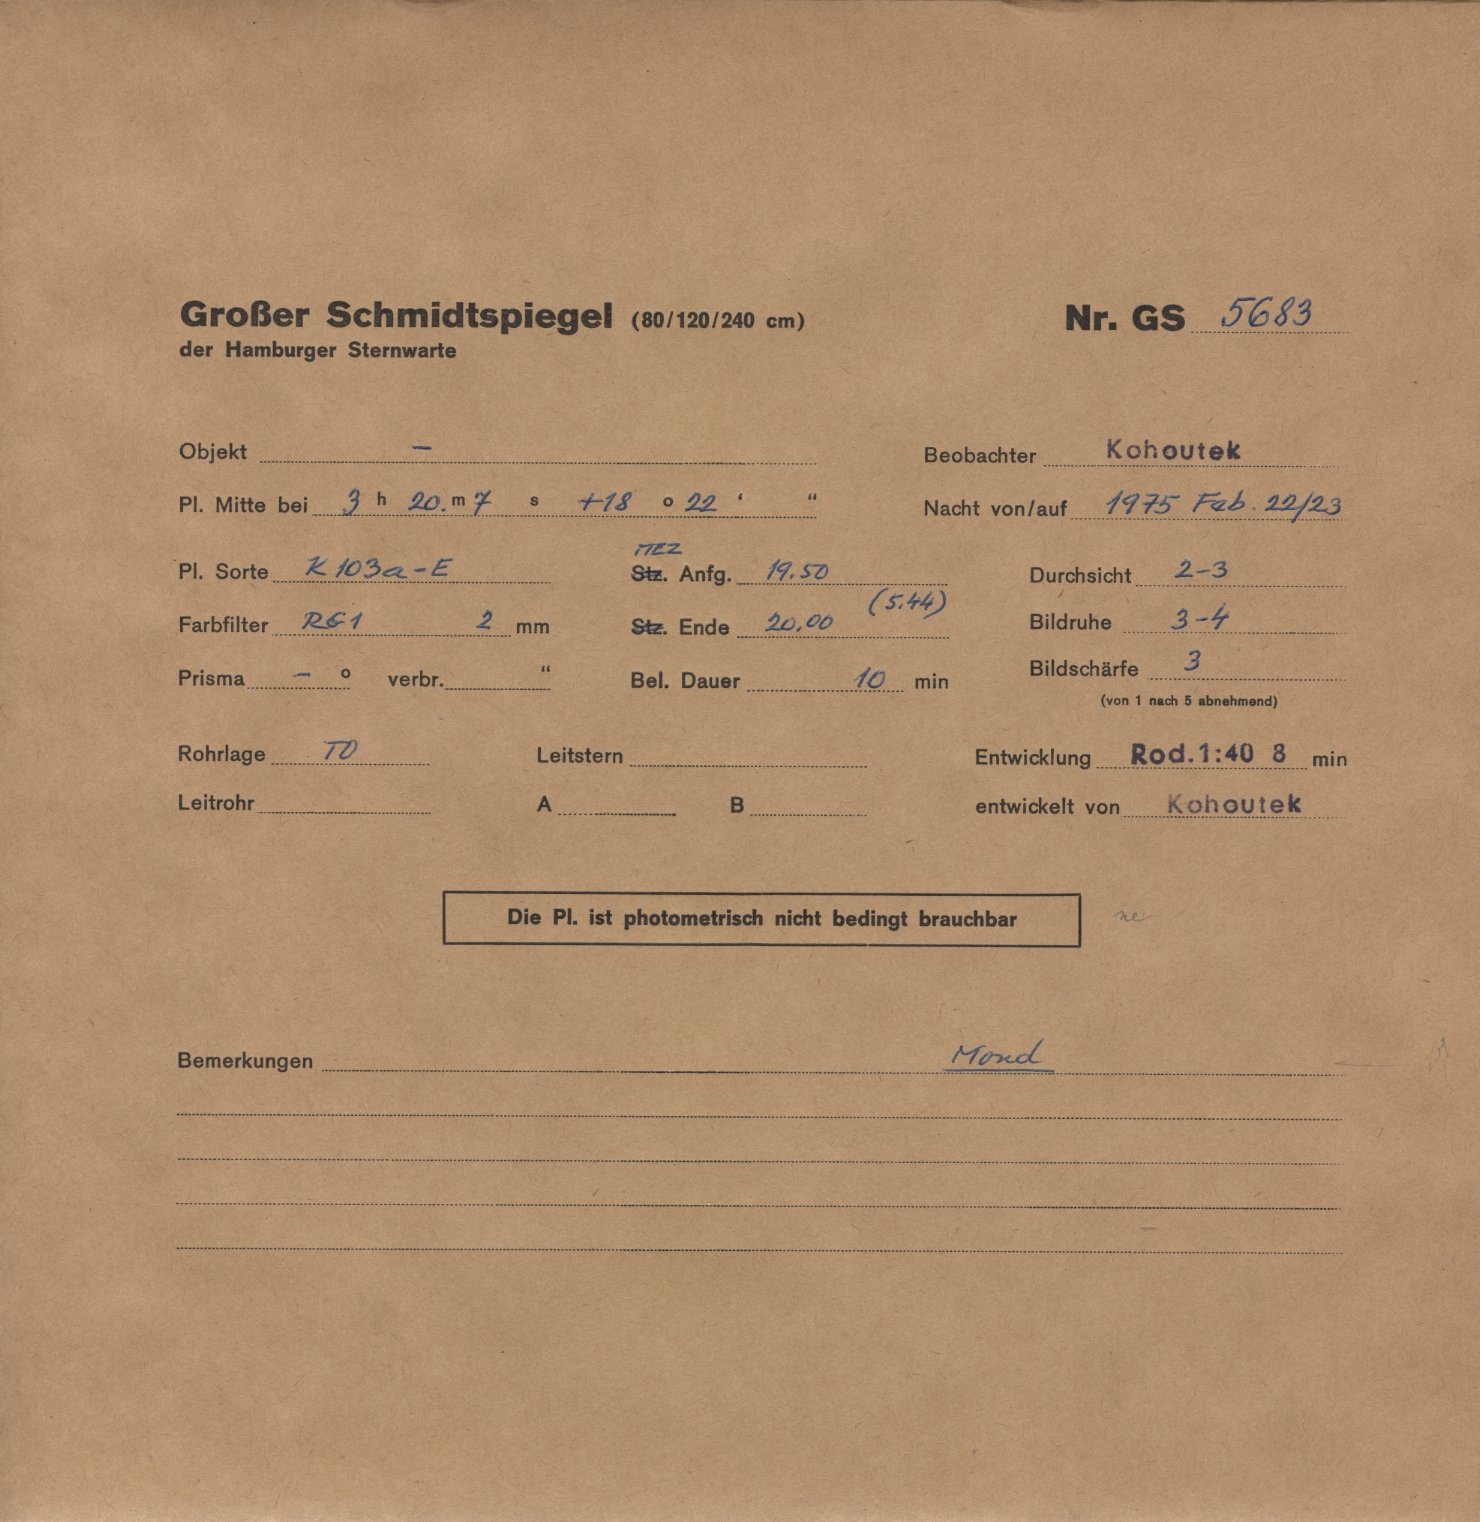 Großer Schmidtspiegel (80/120/240 cm) Nr. GS 5683
der Hamburger Sternwarte
Objekt — Beobachter Kohoutek
Pl. Mitte bei 3 h 20. m 7 s +18 o 22 ‘ “ Nacht von/auf 1975 Feb. 22/23
MEZ
Pl. Sorte K 103a-E Stz. Anfg. 19.50 Durchsicht 2-3
(5.44)
Farbfilter RG1 2 mm Stz. Ende 20.00 Bildruhe 3-4
Prisma — o verbr. “ Bel. Dauer 10 min Bildschärfe 3
(von 1 nach 5 abnehmend)
Rohrlage TO Leitstern Entwicklung Rod.1:40 8 min
Leitrohr A B entwickelt von Kohoutek
Die Pl. ist photometrisch nicht bedingt brauchbar
Bemerkungen Mond